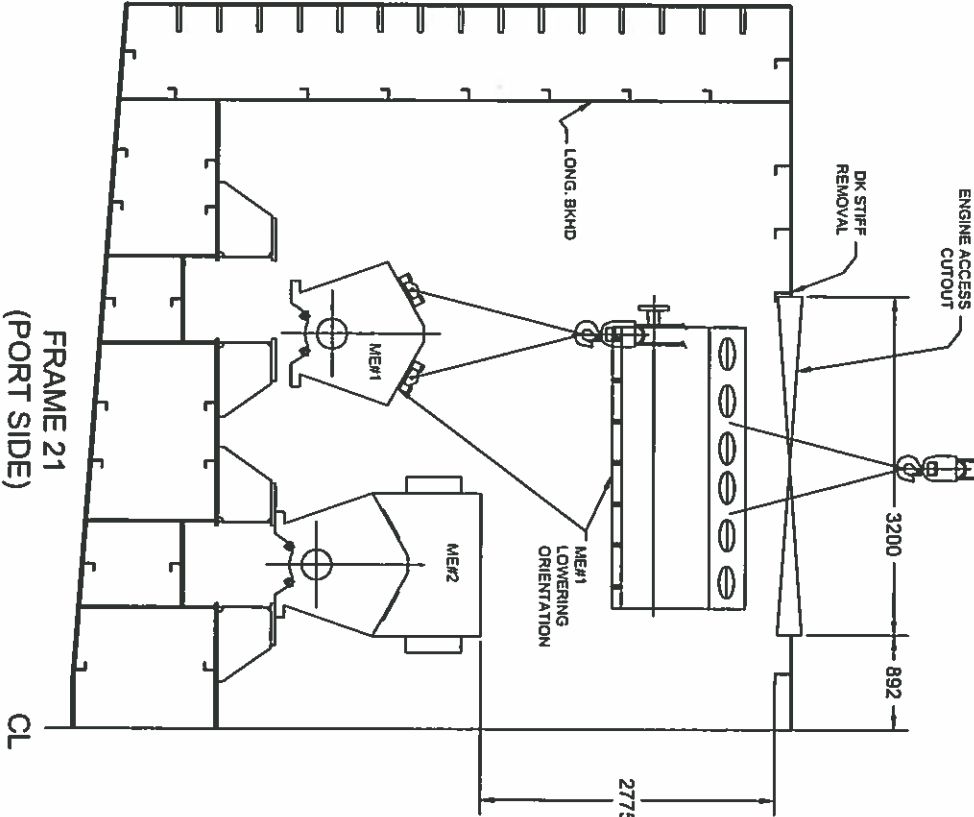 ENGINE ACCESS
CUTOUT
DK STIFF
REMOVAL
3200
892
LONG. BKHD
ME#1
LOWERING
ORIENTATION
2775
ME#1
ME#2
FRAME 21
(PORT SIDE)
CL